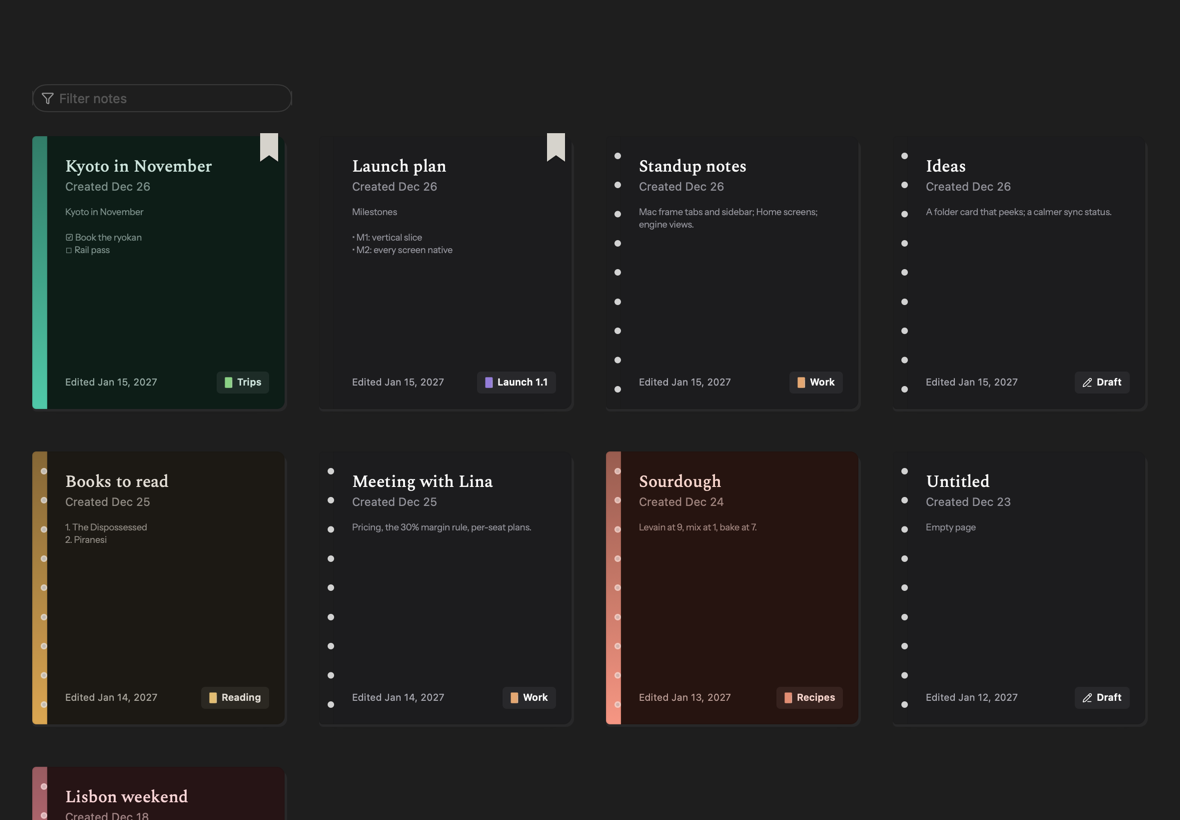 Filter notes
Kyoto in November
Created Dec 26
Kyoto in November
☑ Book the ryokan
☐ Rail pass
Edited Jan 15, 2027
Trips
Launch plan
Created Dec 26
Milestones
• M1: vertical slice
• M2: every screen native
Edited Jan 15, 2027
Launch 1.1
Standup notes
Created Dec 26
Mac frame tabs and sidebar; Home screens;
engine views.
Edited Jan 15, 2027
Work
Ideas
Created Dec 26
A folder card that peeks; a calmer sync status.
Edited Jan 15, 2027
Draft
Books to read
Created Dec 25
1. The Dispossessed
2. Piranesi
Edited Jan 14, 2027
Reading
Meeting with Lina
Created Dec 25
Pricing, the 30% margin rule, per-seat plans.
Edited Jan 14, 2027
Work
Sourdough
Created Dec 24
Levain at 9, mix at 1, bake at 7.
Edited Jan 13, 2027
Recipes
Untitled
Created Dec 23
Empty page
Edited Jan 12, 2027
Draft
Lisbon weekend
Created Dec 18